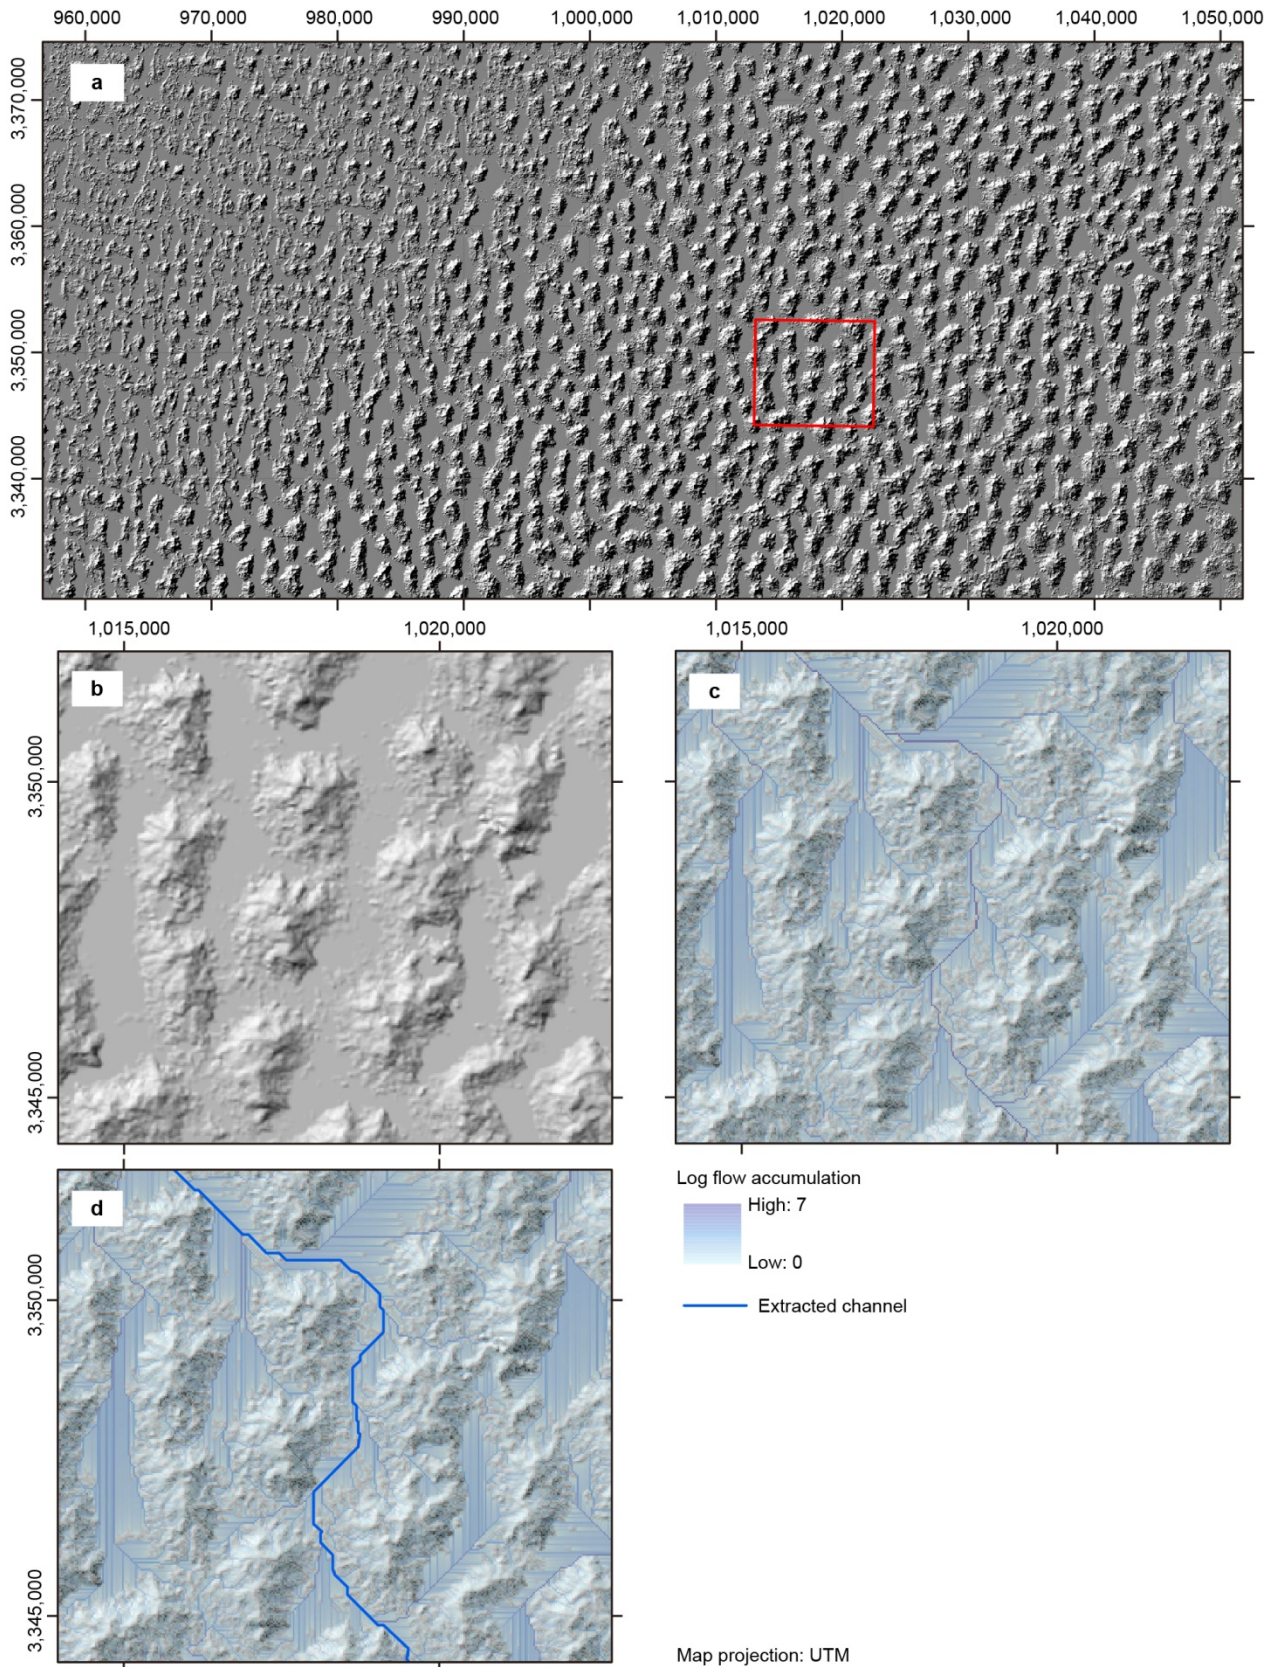 960,000 970,000 980,000 990,000 1,000,000 1,010,000 1,020,000 1,030,000 1,040,000 1,050,000
a
3,370,000
3,360,000
3,350,000
3,340,000
1,015,000 1,020,000 1,015,000 1,020,000
b
c
3,350,000
3,345,000
d
3,350,000
3,345,000
Log flow accumulation
High: 7
Low: 0
Extracted channel
Map projection: UTM